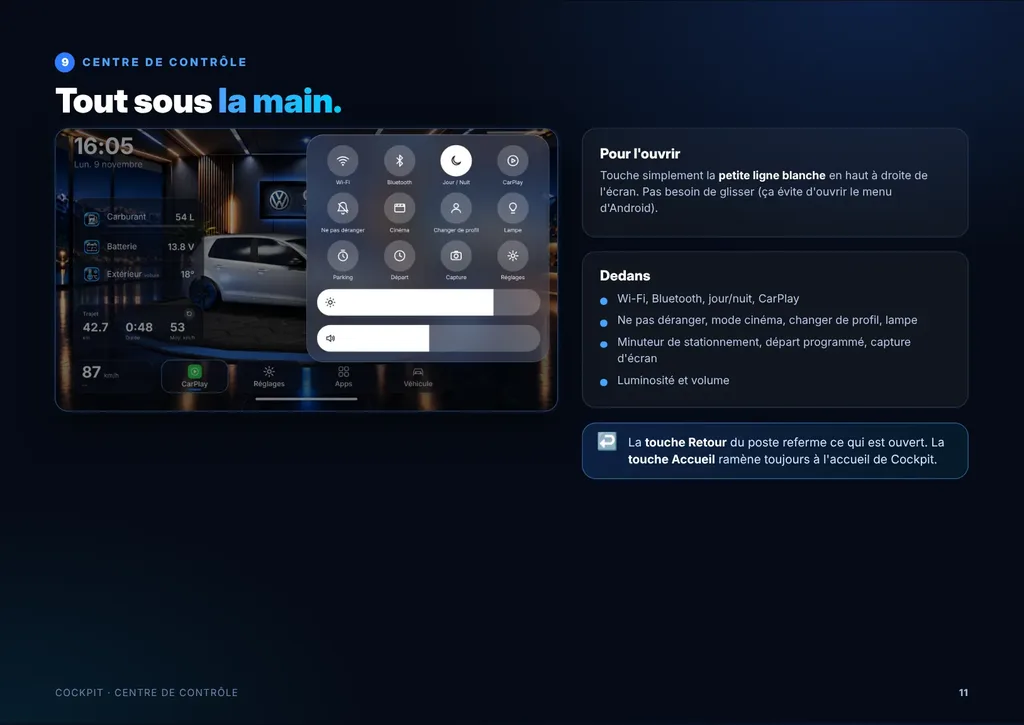 9 CENTRE DE CONTRÔLE
Tout sous la main.
16:05
Lun. 9 novembre
Carburant 54 L
Batterie 13.8 V
Extérieur 18°
Trajet
42.7 0:48 53
km Durée Moy. km/h
87 km/h
Wi-Fi Bluetooth Jour / Nuit CarPlay
Ne pas déranger Cinéma Changer de profil Lampe
Parking Départ Capture Réglages
CarPlay Réglages Apps Véhicule
Pour l'ouvrir
Touche simplement la petite ligne blanche en haut à droite de
l'écran. Pas besoin de glisser (ça évite d'ouvrir le menu
d'Android).
Dedans
Wi-Fi, Bluetooth, jour/nuit, CarPlay
Ne pas déranger, mode cinéma, changer de profil, lampe
Minuteur de stationnement, départ programmé, capture
d'écran
Luminosité et volume
La touche Retour du poste referme ce qui est ouvert. La
touche Accueil ramène toujours à l'accueil de Cockpit.
COCKPIT · CENTRE DE CONTRÔLE
11